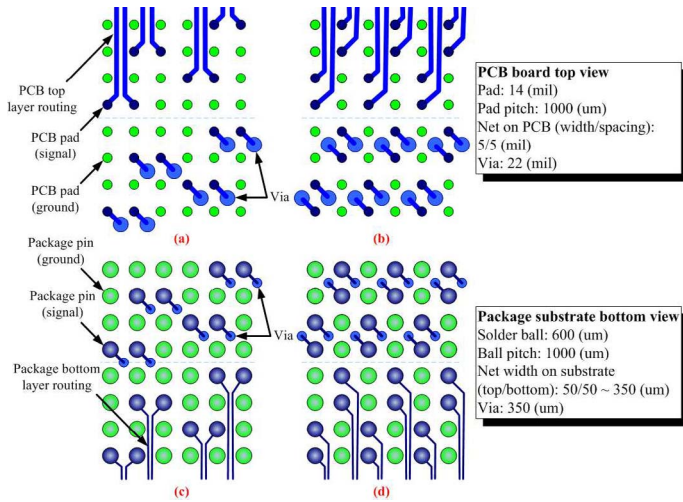 PCB top
layer routing
PCB pad
(signal)
PCB pad
(ground)
Via
(a)
(b)
PCB board top view
Pad: 14 (mil)
Pad pitch: 1000 (um)
Net on PCB (width/spacing):
5/5 (mil)
Via: 22 (mil)
Package pin
(ground)
Package pin
(signal)
Package bottom
layer routing
Via
(c)
(d)
Package substrate bottom view
Solder ball: 600 (um)
Ball pitch: 1000 (um)
Net width on substrate
(top/bottom): 50/50 ~ 350 (um)
Via: 350 (um)